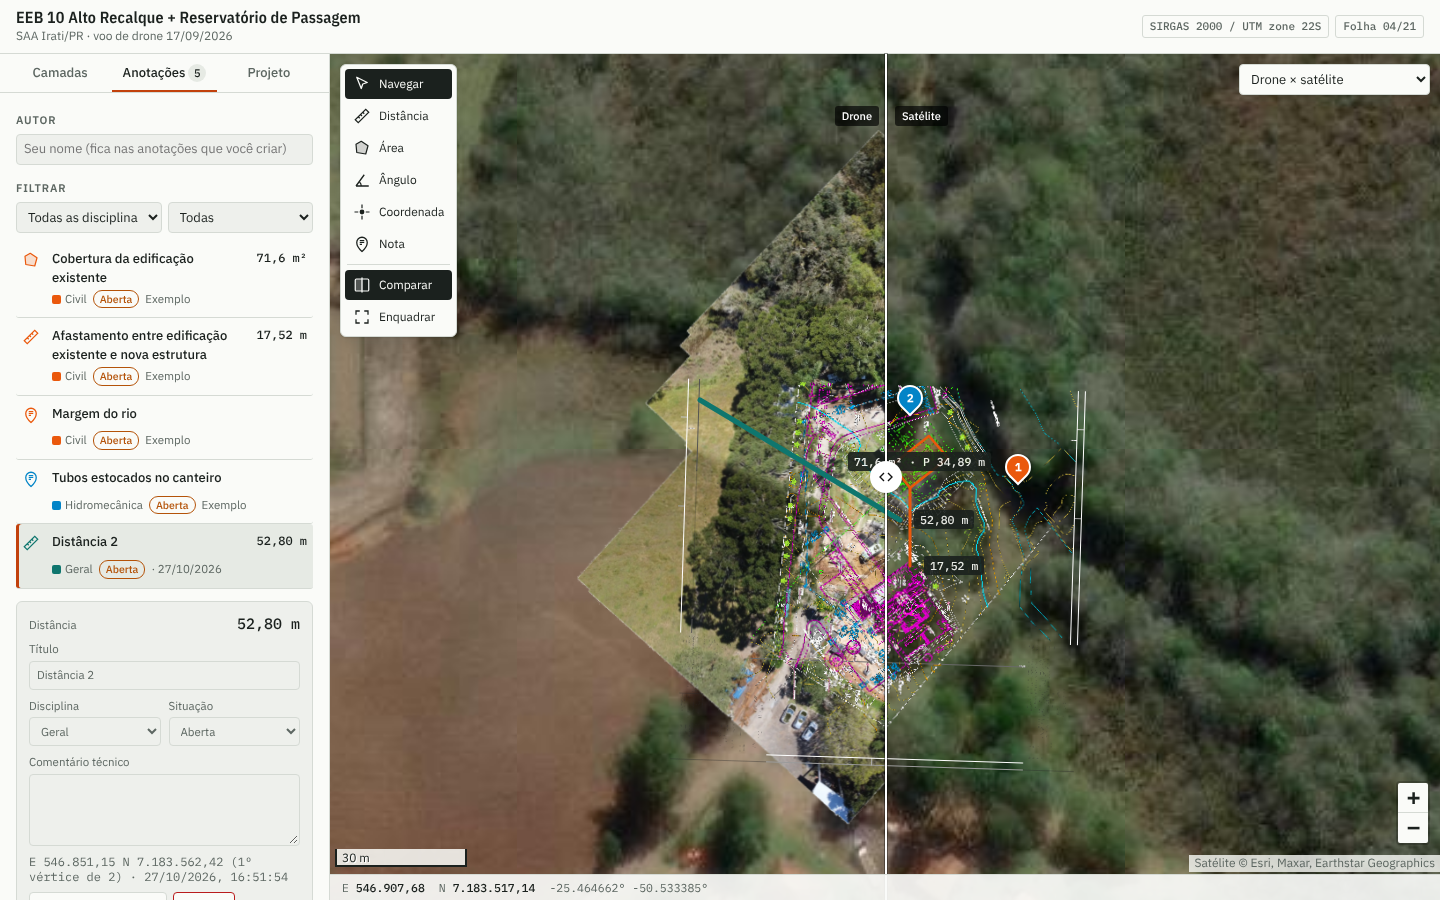 EEB 10 Alto Recalque + Reservatório de Passagem
SAA Irati/PR · voo de drone 17/09/2026
SIRGAS 2000 / UTM zone 22S
Folha 04/21
Camadas
Anotações 5
Projeto
AUTOR
Seu nome (fica nas anotações que você criar)
FILTRAR
Todas as disciplina
Todas
Cobertura da edificação
existente
71,6 m²
Civil Aberta Exemplo
Afastamento entre edificação
existente e nova estrutura
17,52 m
Civil Aberta Exemplo
Margem do rio
Civil Aberta
Tubos estocados no canteiro
Hidromecânica Aberta Exemplo
Distância 2
52,80 m
Geral Aberta · 27/10/2026
Distância
52,80 m
Título
Distância 2
Disciplina
Situação
Geral
Aberta
Comentário técnico
E 546.851,15 N 7.183.562,42 (1º
vértice de 2) · 27/10/2026, 16:51:54
Navegar
Distância
Área
Ângulo
Coordenada
Nota
Comparar
Enquadrar
Drone × satélite
Drone
Satélite
2
1
71,6 m² · P 34,89 m
52,80 m
17,52 m
+
−
30 m
Satélite © Esri, Maxar, Earthstar Geographics
E 546.907,68 N 7.183.517,14 -25.464662° -50.533385°